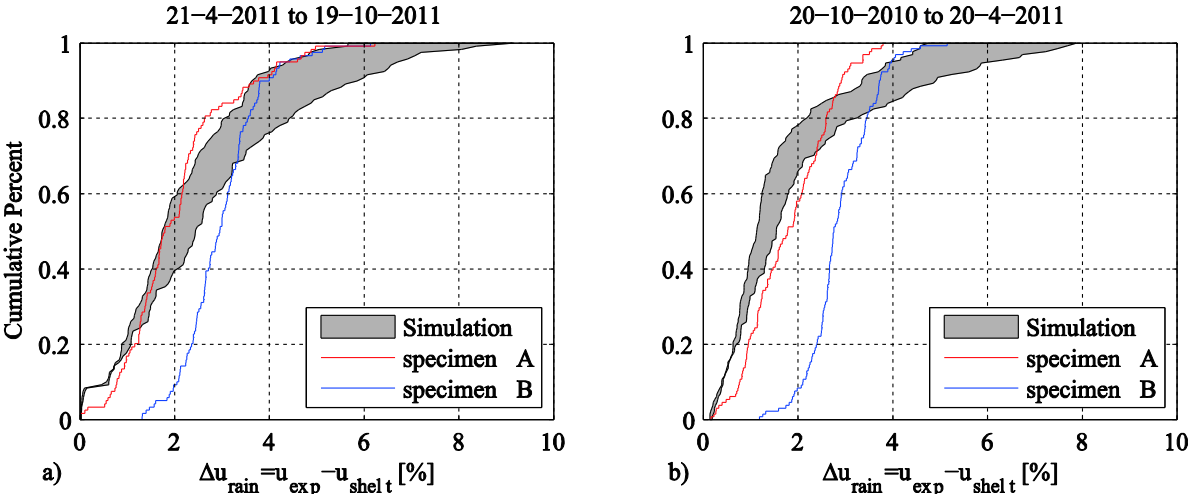 21−4−2011 to 19−10−2011
20−10−2010 to 20−4−2011
Cumulative Percent
1
0.8
0.6
0.4
0.2
0
0 2 4 6 8 10
Simulation
specimen A
specimen B
a)
Δu_rain=u_exp−u_shel t [%]
1
0.8
0.6
0.4
0.2
0
0 2 4 6 8 10
Simulation
specimen A
specimen B
b)
Δu_rain=u_exp−u_shel t [%]